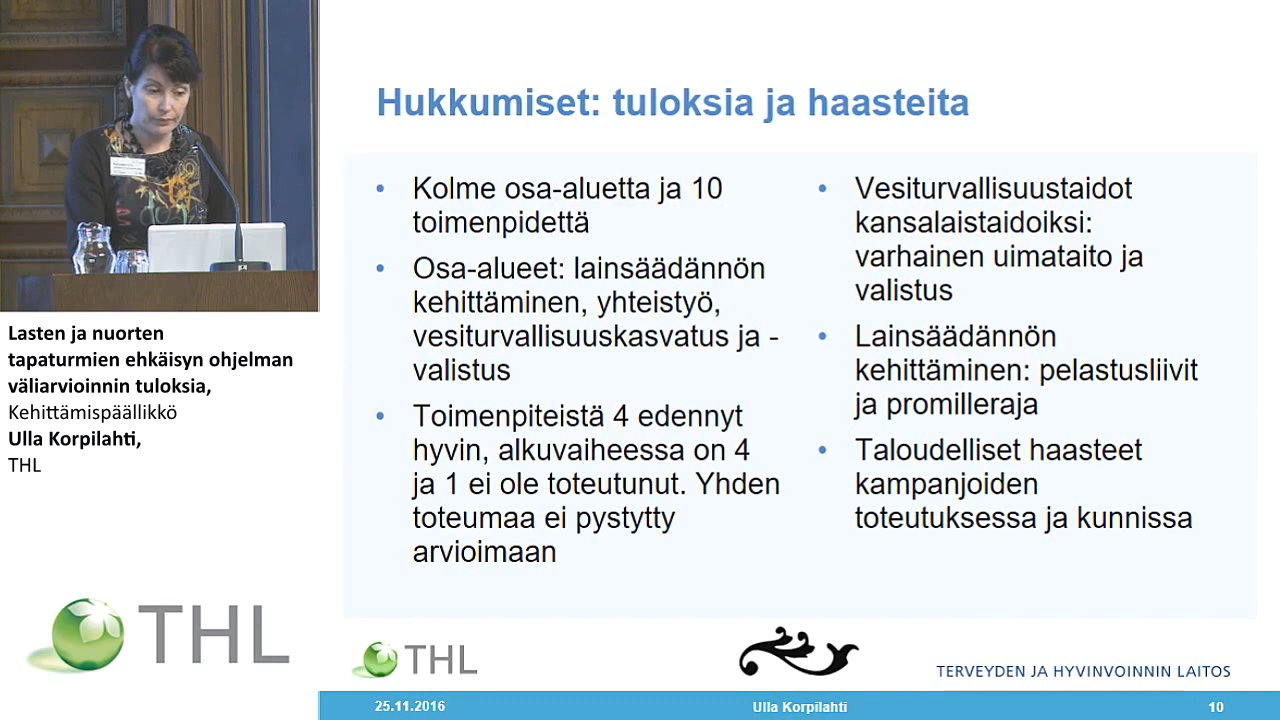 Hukkumiset: tuloksia ja haasteita
• Kolme osa-aluetta ja 10
toimenpidettä
• Osa-alueet: lainsäädännön
kehittäminen, yhteistyö,
vesiturvallisuuskasvatus ja -
valistus
• Toimenpiteistä 4 edennyt
hyvin, alkuvaiheessa on 4
ja 1 ei ole toteutunut. Yhden
toteumaa ei pystytty
arvioimaan
• Vesiturvallisuustaidot
kansalaistaidoiksi:
varhainen uimataito ja
valistus
• Lainsäädännön
kehittäminen: pelastusliivit
ja promilleraja
• Taloudelliset haasteet
kampanjoiden
toteutuksessa ja kunnissa
Lasten ja nuorten
tapaturmien ehkäisyn ohjelman
väliarvioinnin tuloksia,
Kehittämispäällikkö
Ulla Korpilahti,
THL
THL
THL
TERVEYDEN JA HYVINVOINNIN LAITOS
25.11.2016
Ulla Korpilahti
10